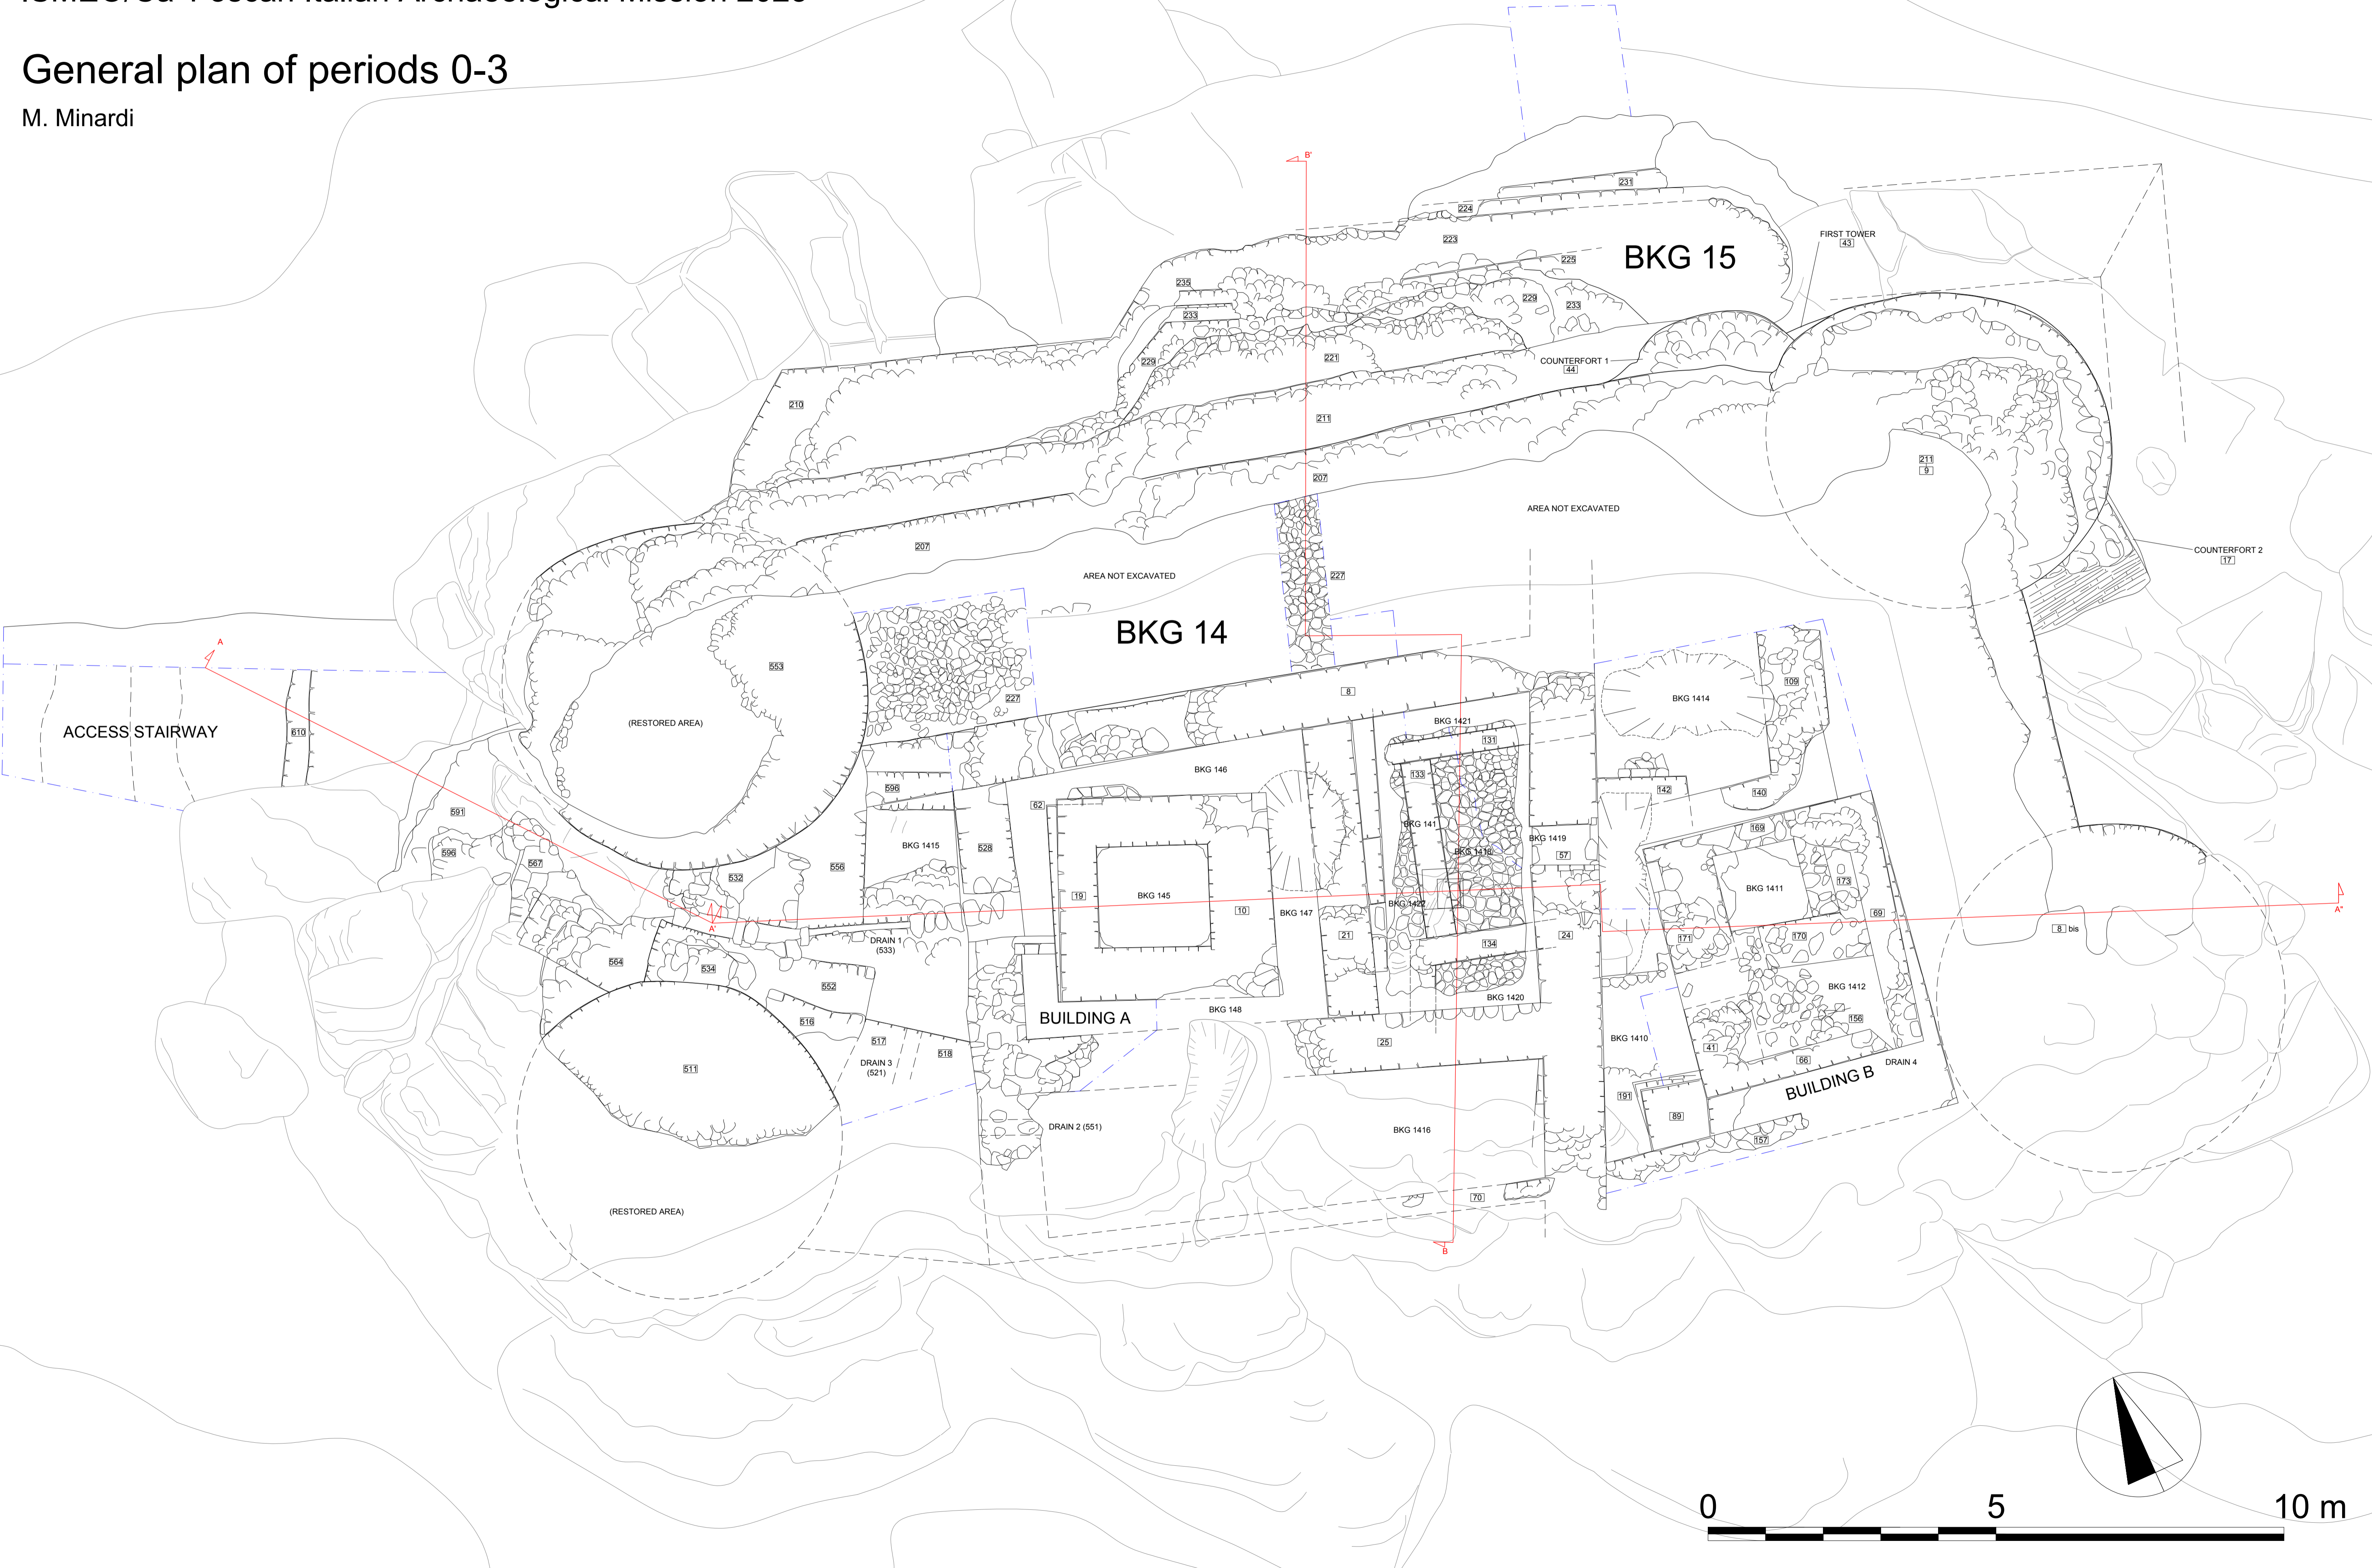 General plan of periods 0-3
M. Minardi
B'
231
224
FIRST TOWER
43
223
BKG 15
225
235
229
233
233
221
229
COUNTERFORT 1
44
210
211
211
9
207
AREA NOT EXCAVATED
207
COUNTERFORT 2
17
AREA NOT EXCAVATED
227
BKG 14
A
553
109
8
227
BKG 1414
(RESTORED AREA)
BKG 1421
ACCESS STAIRWAY
610
131
BKG 146
133
596
142
140
62
591
BKG 141
169
BKG 1419
BKG 1415
528
BKG 1418
596
57
567
556
532
173
BKG 1411
19
BKG 145
BKG 1422
10
BKG 147
69
A''
A'
21
24
171
170
8 bis
DRAIN 1
(533)
134
564
534
552
BKG 1412
BKG 1420
BKG 148
BUILDING A
156
516
517
25
BKG 1410
41
518
66
DRAIN 3
(521)
DRAIN 4
511
BUILDING B
191
89
DRAIN 2 (551)
BKG 1416
157
70
(RESTORED AREA)
B
0 5 10 m